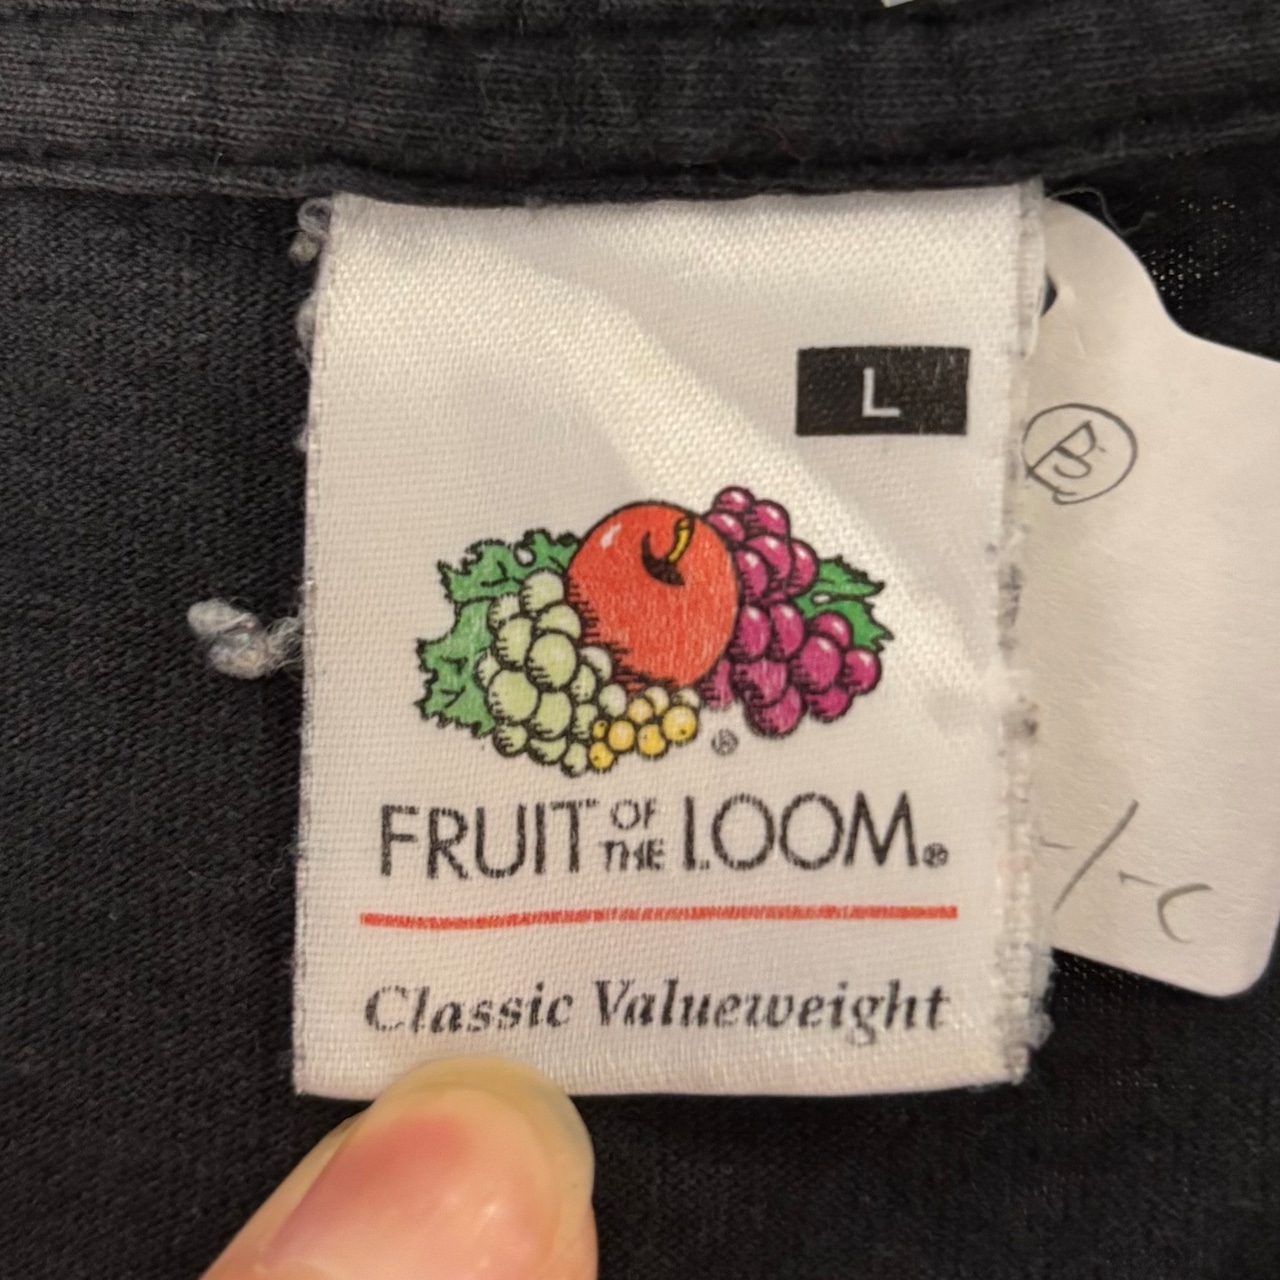 L
®
FRUIT OF THE LOOM®
Classic Valueweight